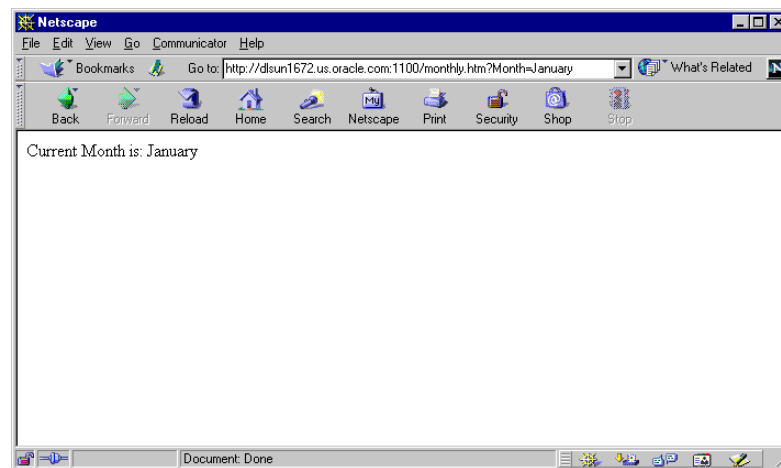 Netscape
File Edit View Go Communicator Help
Bookmarks Go to: http://dlsun1672.us.oracle.com:1100/monthly.htm?Month=January What's Related N
My
Back Forward Reload Home Search Netscape Print Security Shop Stop
Current Month is: January
Document: Done